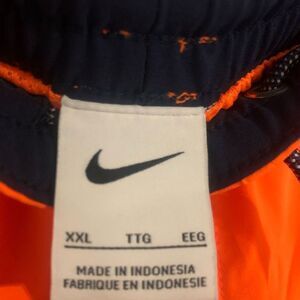 XXL TTG EEG
MADE IN INDONESIA
FABRIQUE EN INDONESIE